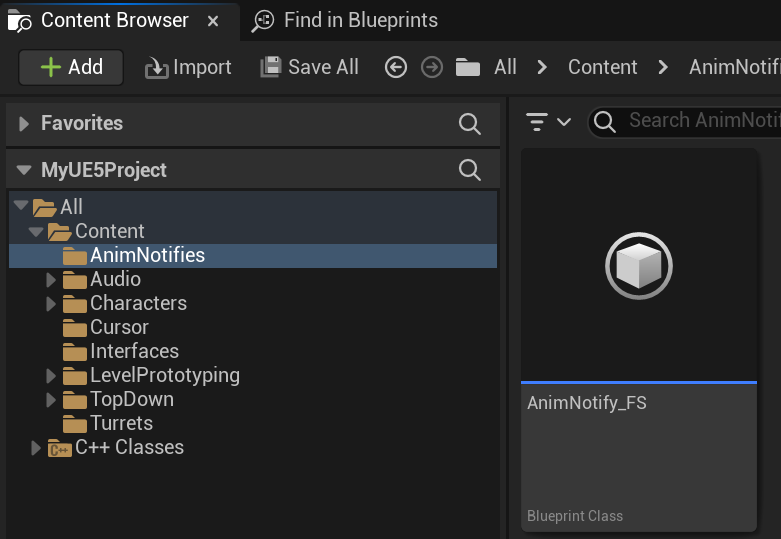 Content Browser
Find in Blueprints
Add
Import
Save All
All
Content
AnimNotifi
Favorites
MyUE5Project
All
Content
AnimNotifies
Audio
Characters
Cursor
Interfaces
LevelPrototyping
TopDown
Turrets
C++ C++ Classes
Search AnimNotif
AnimNotify_FS
Blueprint Class